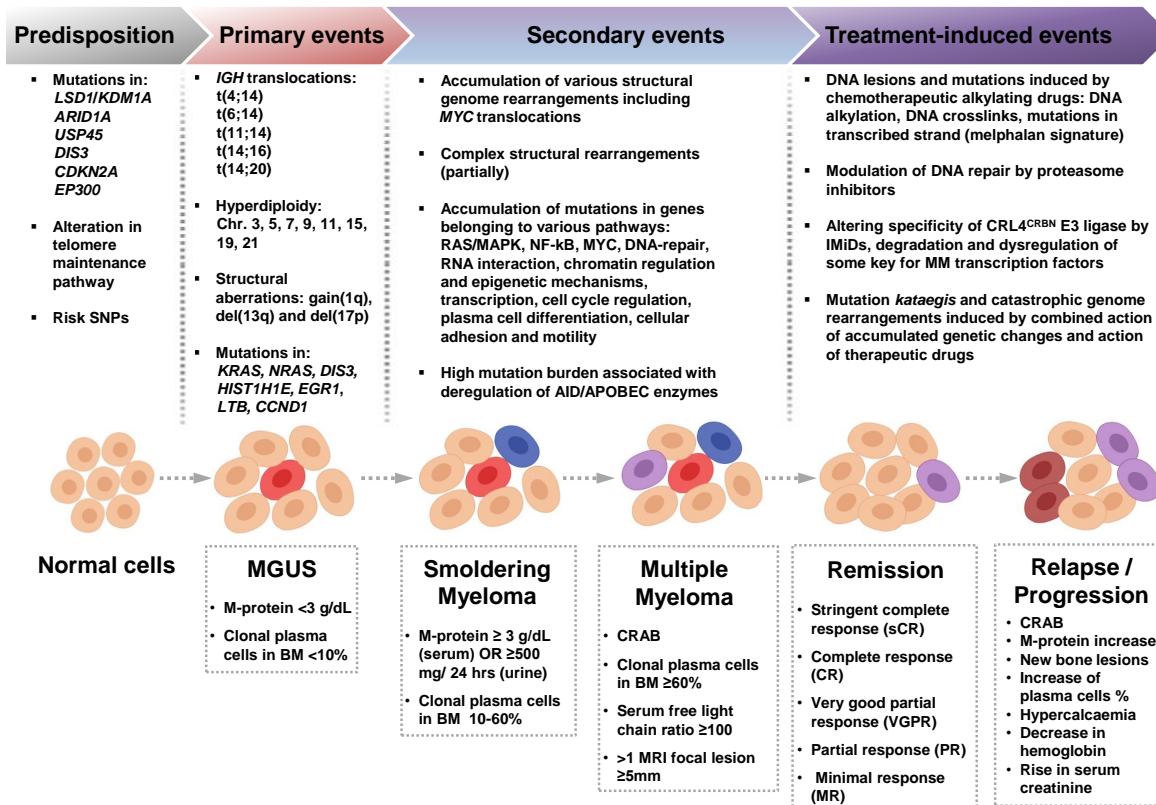 Predisposition
Primary events
Secondary events
Treatment-induced events
▪ Mutations in:
LSD1/KDM1A
ARID1A
USP45
DIS3
CDKN2A
EP300
▪ Alteration in
telomere
maintenance
pathway
▪ Risk SNPs
▪ IGH translocations:
t(4;14)
t(6;14)
t(11;14)
t(14;16)
t(14;20)
▪ Hyperdiploidy:
Chr. 3, 5, 7, 9, 11, 15,
19, 21
▪ Structural
aberrations: gain(1q),
del(13q) and del(17p)
▪ Mutations in:
KRAS, NRAS, DIS3,
HIST1H1E, EGR1,
LTB, CCND1
▪ Accumulation of various structural
genome rearrangements including
MYC translocations
▪ Complex structural rearrangements
(partially)
▪ Accumulation of mutations in genes
belonging to various pathways:
RAS/MAPK, NF-kB, MYC, DNA-repair,
RNA interaction, chromatin regulation
and epigenetic mechanisms,
transcription, cell cycle regulation,
plasma cell differentiation, cellular
adhesion and motility
▪ High mutation burden associated with
deregulation of AID/APOBEC enzymes
▪ DNA lesions and mutations induced by
chemotherapeutic alkylating drugs: DNA
alkylation, DNA crosslinks, mutations in
transcribed strand (melphalan signature)
▪ Modulation of DNA repair by proteasome
inhibitors
▪ Altering specificity of CRL4CRBN E3 ligase by
IMiDs, degradation and dysregulation of
some key for MM transcription factors
▪ Mutation kataegis and catastrophic genome
rearrangements induced by combined action
of accumulated genetic changes and action
of therapeutic drugs
Normal cells
MGUS
• M-protein <3 g/dL
• Clonal plasma
cells in BM <10%
Smoldering
Myeloma
• M-protein ≥ 3 g/dL
(serum) OR ≥500
mg/ 24 hrs (urine)
• Clonal plasma cells
in BM 10-60%
Multiple
Myeloma
• CRAB
• Clonal plasma cells
in BM ≥60%
• Serum free light
chain ratio ≥100
• >1 MRI focal lesion
≥5mm
Remission
• Stringent complete
response (sCR)
• Complete response
(CR)
• Very good partial
response (VGPR)
• Partial response (PR)
• Minimal response
(MR)
Relapse /
Progression
• CRAB
• M-protein increase
• New bone lesions
• Increase of
plasma cells %
• Hypercalcaemia
• Decrease in
hemoglobin
• Rise in serum
creatinine